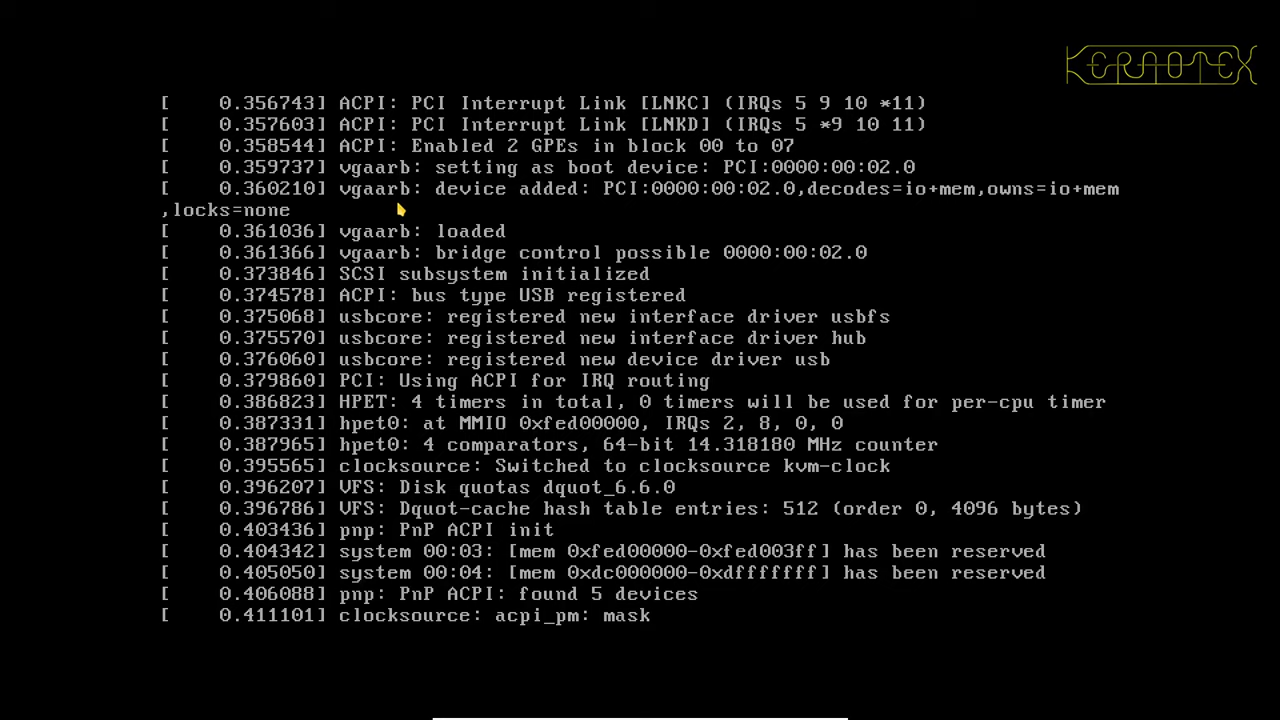 KERNOTEX
[    0.356743] ACPI: PCI Interrupt Link [LNKC] (IRQs 5 9 10 *11)
[    0.357603] ACPI: PCI Interrupt Link [LNKD] (IRQs 5 *9 10 11)
[    0.358544] ACPI: Enabled 2 GPEs in block 00 to 07
[    0.359737] vgaarb: setting as boot device: PCI:0000:00:02.0
[    0.360210] vgaarb: device added: PCI:0000:00:02.0,decodes=io+mem,owns=io+mem
,locks=none
[    0.361036] vgaarb: loaded
[    0.361366] vgaarb: bridge control possible 0000:00:02.0
[    0.373846] SCSI subsystem initialized
[    0.374578] ACPI: bus type USB registered
[    0.375068] usbcore: registered new interface driver usbfs
[    0.375570] usbcore: registered new interface driver hub
[    0.376060] usbcore: registered new device driver usb
[    0.379860] PCI: Using ACPI for IRQ routing
[    0.386823] HPET: 4 timers in total, 0 timers will be used for per-cpu timer
[    0.387331] hpet0: at MMIO 0xfed00000, IRQs 2, 8, 0, 0
[    0.387965] hpet0: 4 comparators, 64-bit 14.318180 MHz counter
[    0.395565] clocksource: Switched to clocksource kvm-clock
[    0.396207] VFS: Disk quotas dquot_6.6.0
[    0.396786] VFS: Dquot-cache hash table entries: 512 (order 0, 4096 bytes)
[    0.403436] pnp: PnP ACPI init
[    0.404342] system 00:03: [mem 0xfed00000-0xfed003ff] has been reserved
[    0.405050] system 00:04: [mem 0xdc000000-0xdfffffff] has been reserved
[    0.406088] pnp: PnP ACPI: found 5 devices
[    0.411101] clocksource: acpi_pm: mask